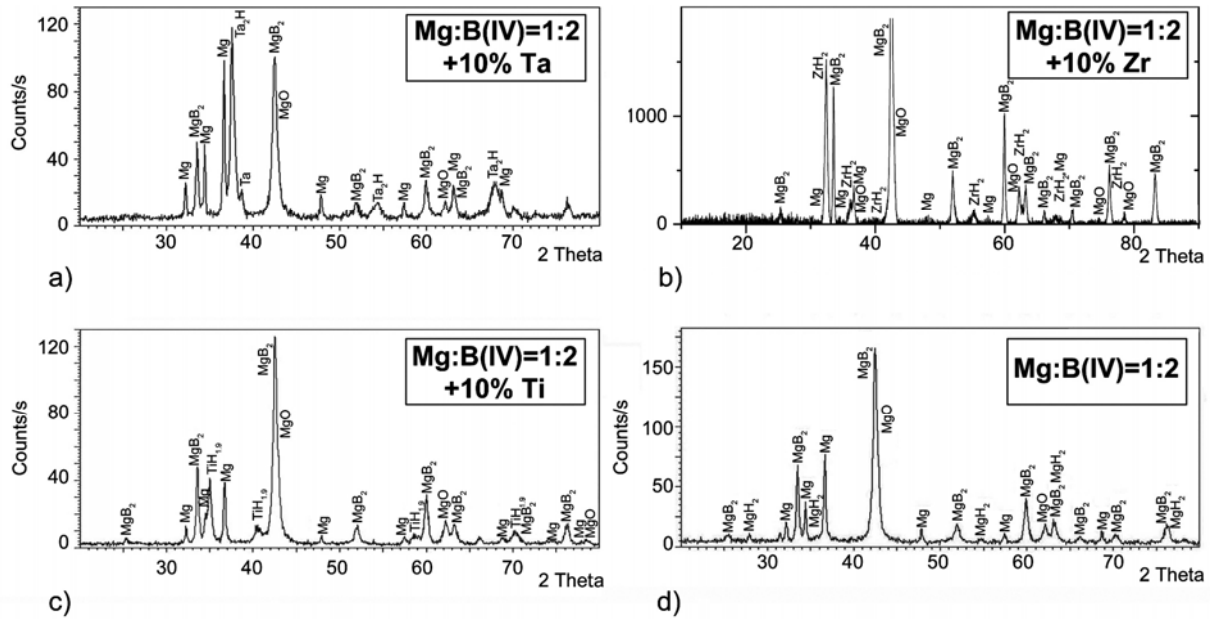 120
80
40
0
Counts/s
Mg
MgB₂
Mg
Mg
Ta₂H
Ta
MgB₂
MgO
Mg
MgB₂
Ta₂H
Mg
MgB₂
MgO
Mg
MgB₂
Ta₂H
Mg
Mg:B(IV)=1:2
+10% Ta
30
40
50
60
70
2 Theta
a)
1000
0
Counts/s
MgB₂
Mg
ZrH₂
MgB₂
Mg
ZrH₂
MgO
Mg
ZrH₂
MgB₂
MgO
Mg
MgB₂
ZrH₂
Mg
MgB₂
MgO
ZrH₂
MgB₂
MgB₂
ZrH₂,Mg
MgB₂
MgO
MgB₂
ZrH₂
MgO
MgB₂
Mg:B(IV)=1:2
+10% Zr
20
40
60
80
2 Theta
b)
120
80
40
0
Counts/s
MgB₂
Mg
MgB₂
Mg
TiH₁.₉
Mg
TiH₁.₉
MgB₂
MgO
Mg
MgB₂
Mg
TiH₁.₉
MgB₂
MgO
MgB₂
Mg
TiH₁.₉
MgB₂
Mg
MgB₂
Mg
MgO
Mg:B(IV)=1:2
+10% Ti
30
40
50
60
70
2 Theta
c)
150
100
50
0
Counts/s
MgB₂
MgH₂
Mg
MgB₂
Mg
MgH₂
Mg
MgB₂
MgO
Mg
MgB₂
MgH₂
Mg
MgB₂
MgO
MgB₂ MgH₂
MgB₂
Mg
MgB₂
MgB₂
MgH₂
Mg:B(IV)=1:2
30
40
50
60
70
2 Theta
d)